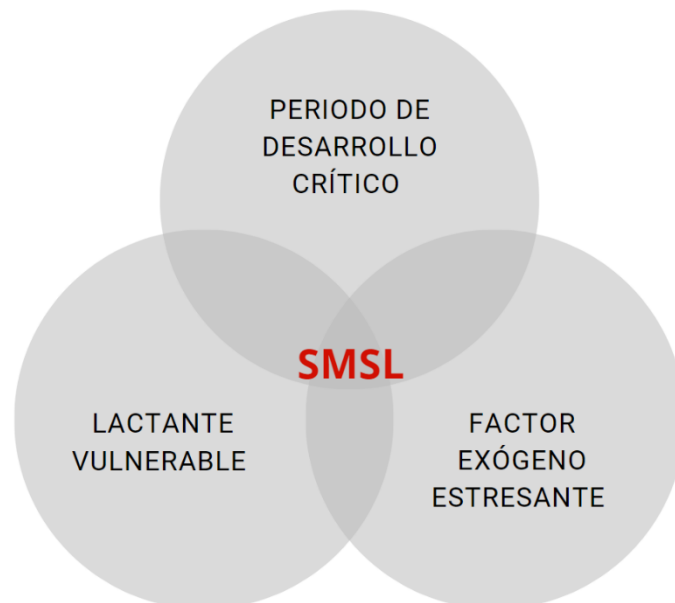 PERIODO DE
DESARROLLO
CRÍTICO
SMSL
LACTANTE
VULNERABLE
FACTOR
EXÓGENO
ESTRESANTE